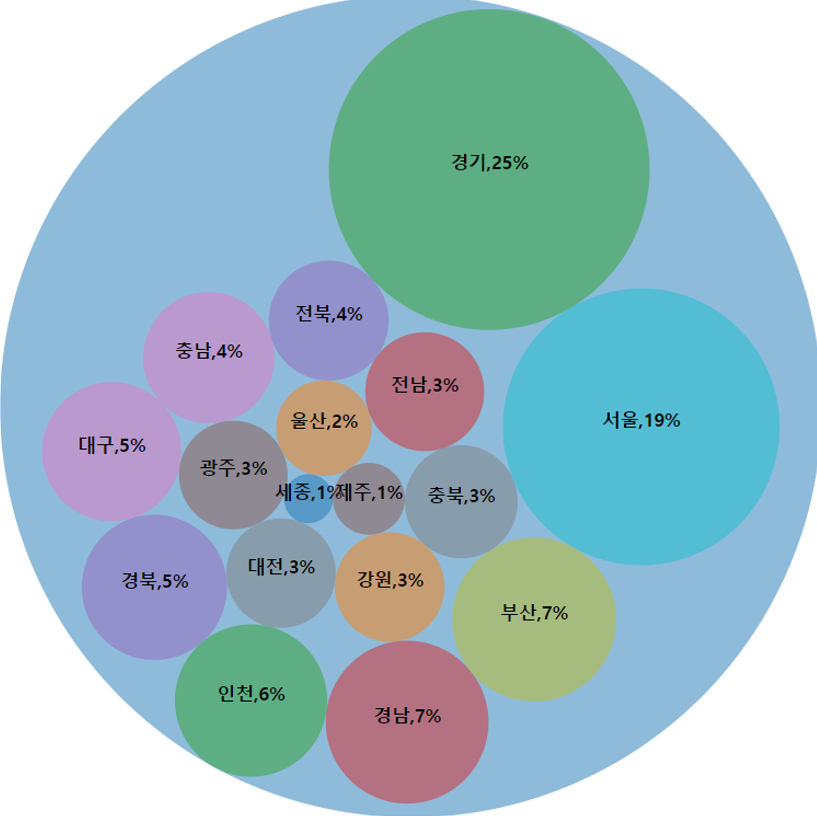 경기,25%
전북,4%
충남,4%
전남,3%
서울,19%
울산,2%
대구,5%
광주,3%
세종,1%
제주,1%
충북,3%
대전,3%
강원,3%
경북,5%
부산,7%
인천,6%
경남,7%